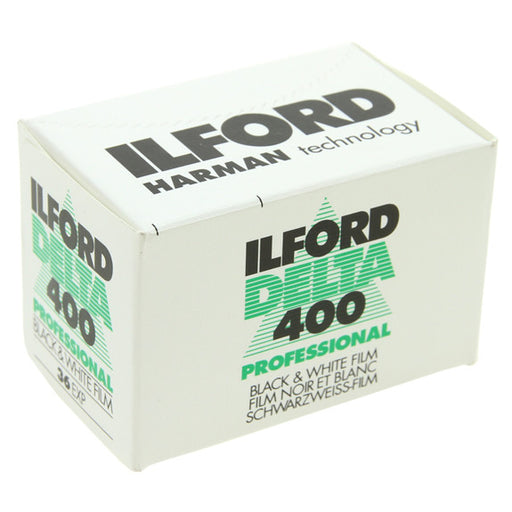 ILFORD
HARMAN technology
ILFORD
DELTA
400
PROFESSIONAL
BLACK & WHITE FILM
36 EXP
ILFORD
DELTA
400
PROFESSIONAL
BLACK & WHITE FILM
FILM NOIR ET BLANC
SCHWARZWEISS-FILM